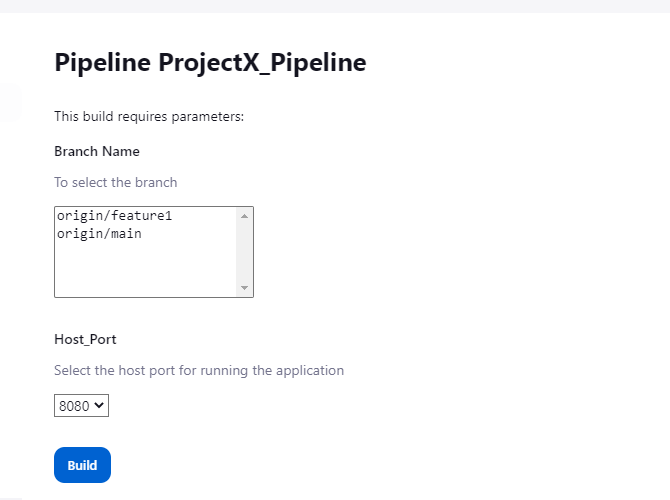 Pipeline ProjectX_Pipeline
This build requires parameters:
Branch Name
To select the branch
origin/feature1
origin/main
Host_Port
Select the host port for running the application
8080
Build